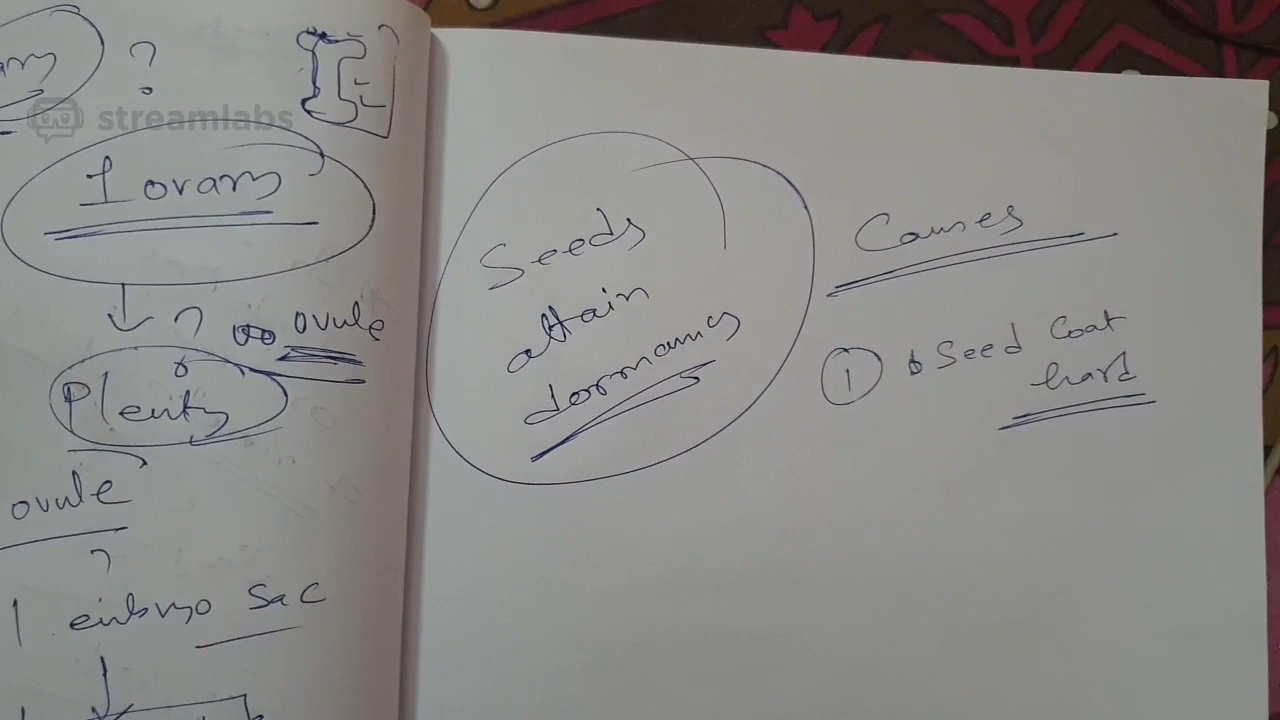 ?
streamlabs
1 ovary
∞ ovule
Plenty
ovule
1 embryo Sac
Seeds
attain
dormancy
Causes
① Seed Coat
hard